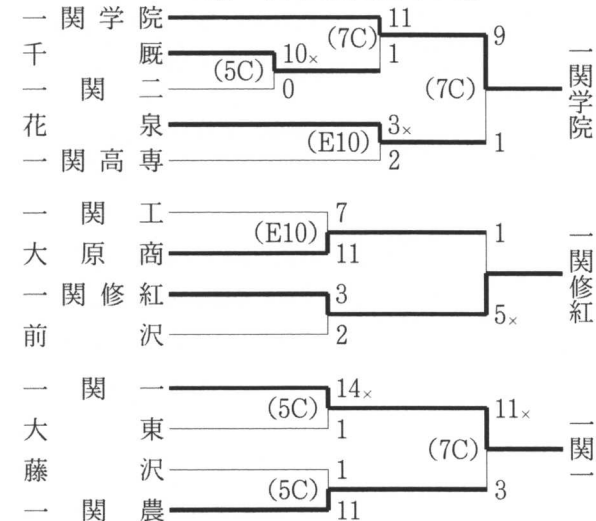 一関学院
11
(7C)
9
千厩
10×
1
(5C)
一関二
0
(7C)
一関学院
花泉
3×
(E10)
1
一関高専
2
一関工
7
(E10)
1
大原商
11
一関修紅
一関修紅
3
5×
前沢
2
一関一
14×
(5C)
11×
大東
1
(7C)
一関一
藤沢
1
(5C)
3
一関農
11